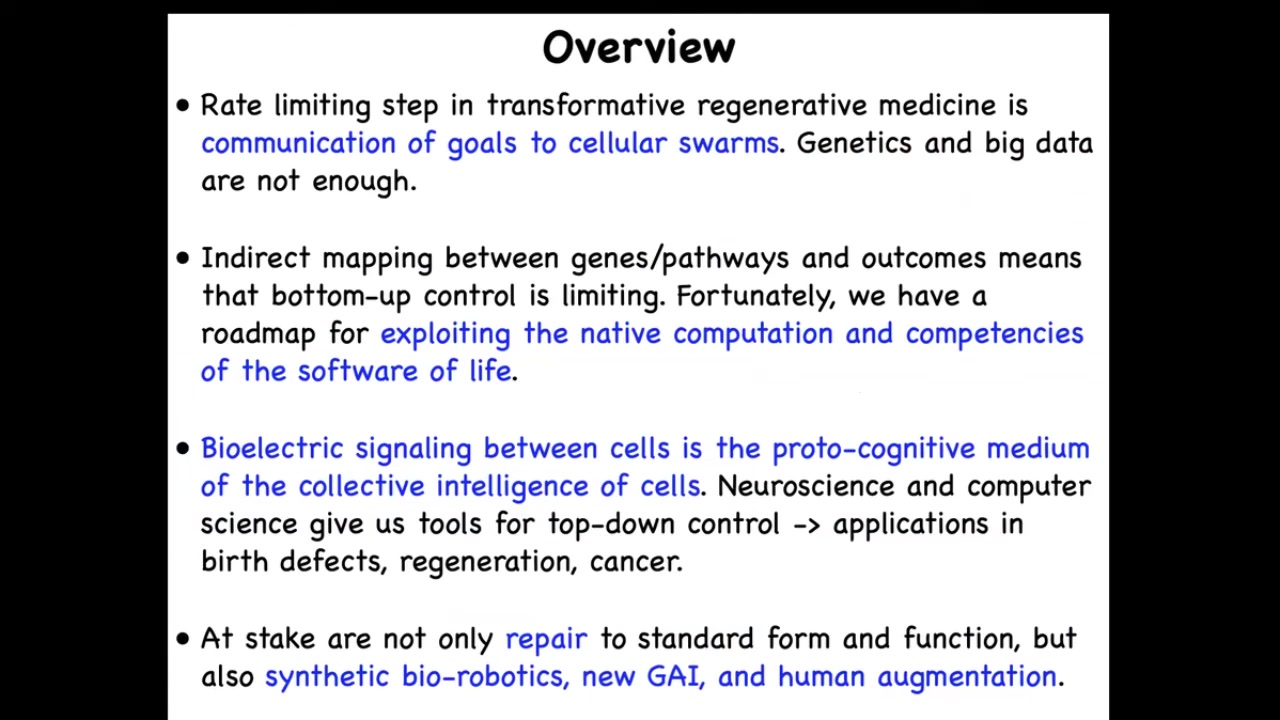 Overview
• Rate limiting step in transformative regenerative medicine is
communication of goals to cellular swarms. Genetics and big data
are not enough.
• Indirect mapping between genes/pathways and outcomes means
that bottom-up control is limiting. Fortunately, we have a
roadmap for exploiting the native computation and competencies
of the software of life.
• Bioelectric signaling between cells is the proto-cognitive medium
of the collective intelligence of cells. Neuroscience and computer
science give us tools for top-down control -> applications in
birth defects, regeneration, cancer.
• At stake are not only repair to standard form and function, but
also synthetic bio-robotics, new GAI, and human augmentation.